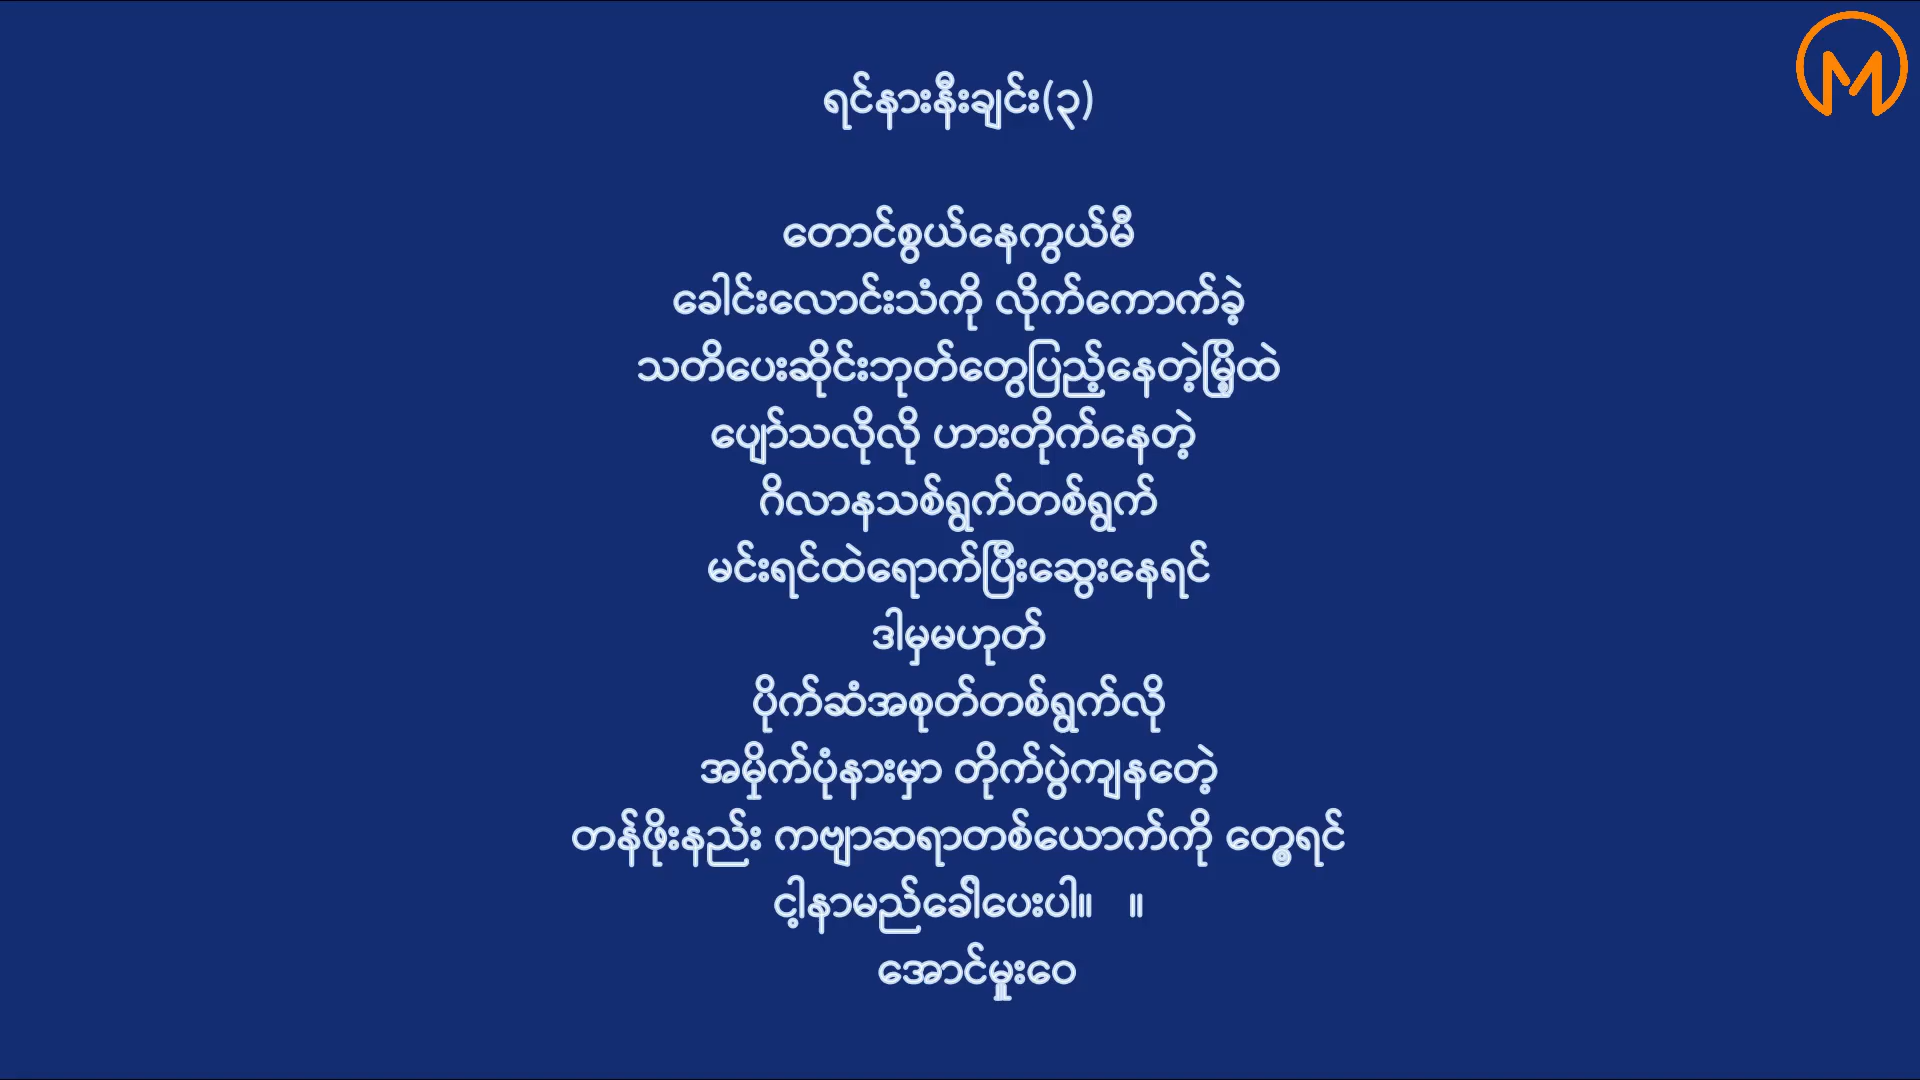 ရင်နားနီးချင်း(၃)
တောင်စွယ်နေကွယ်မီ
ခေါင်းလောင်းသံကို လိုက်ကောက်ခဲ့
သတိပေးဆိုင်းဘုတ်တွေပြည့်နေတဲ့မြို့ထဲ
ပျော်သလိုလို ဟားတိုက်နေတဲ့
ဂိလာနသစ်ရွက်တစ်ရွက်
မင်းရင်ထဲရောက်ပြီးဆွေးနေရင်
ဒါမှမဟုတ်
ပိုက်ဆံအစုတ်တစ်ရွက်လို
အမှိုက်ပုံနားမှာ တိုက်ပွဲကျနေတဲ့
တန်ဖိုးနည်း ကဗျာဆရာတစ်ယောက်ကို တွေ့ရင်
ငါ့နာမည်ခေါ်ပေးပါ။ ။
အောင်မှူးဝေ